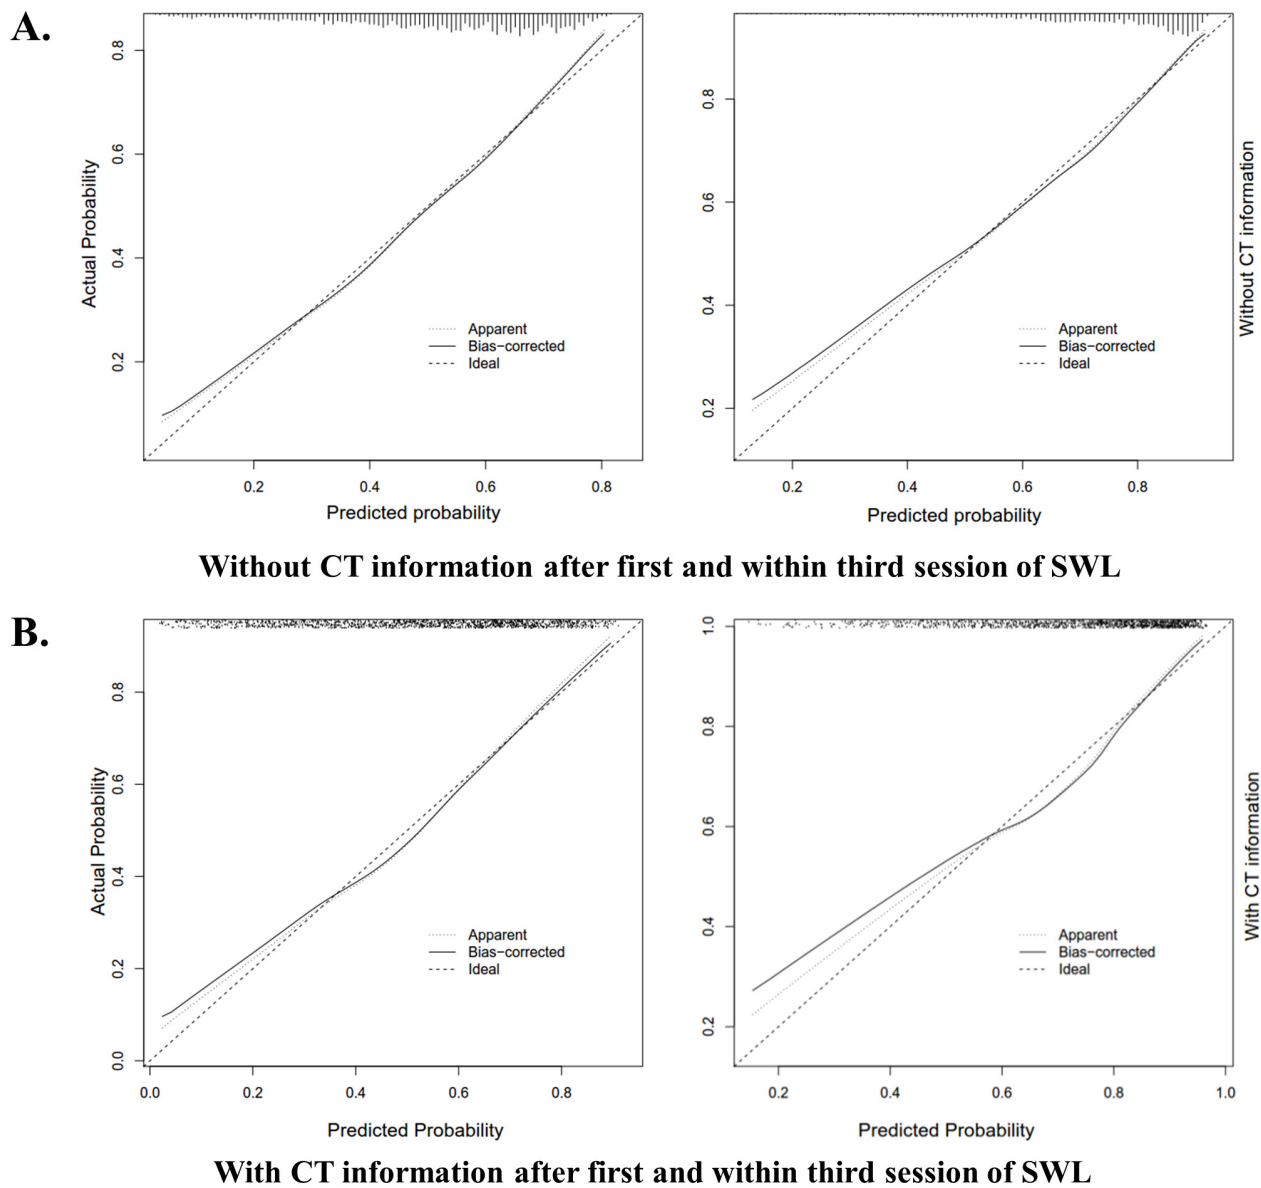 A.
Actual Probability
0.2
0.4
0.6
0.8
0.2
0.4
0.6
0.8
Predicted probability
Apparent
Bias-corrected
Ideal
0.2
0.4
0.6
0.8
0.2
0.4
0.6
0.8
Predicted probability
Apparent
Bias-corrected
Ideal
Without CT information
Without CT information after first and within third session of SWL
B.
Actual Probability
0.0
0.2
0.4
0.6
0.8
0.0
0.2
0.4
0.6
0.8
Predicted Probability
Apparent
Bias-corrected
Ideal
0.2
0.4
0.6
0.8
1.0
0.2
0.4
0.6
0.8
1.0
Predicted Probability
Apparent
Bias-corrected
Ideal
With CT information
With CT information after first and within third session of SWL